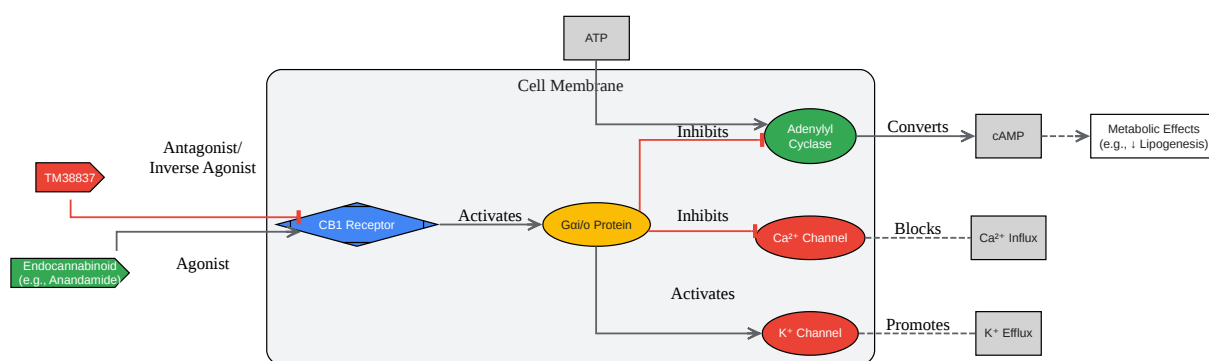 ATP
Cell Membrane
Inhibits
Adenylyl
Cyclase
Converts
cAMP
Metabolic Effects
(e.g., ↓ Lipogenesis)
Antagonist/
Inverse Agonist
TM38837
CB1 Receptor
Activates
Gαi/o Protein
Inhibits
Ca²⁺ Channel
Blocks
Ca²⁺ Influx
Agonist
Endocannabinoid
(e.g., Anandamide)
Activates
K⁺ Channel
Promotes
K⁺ Efflux